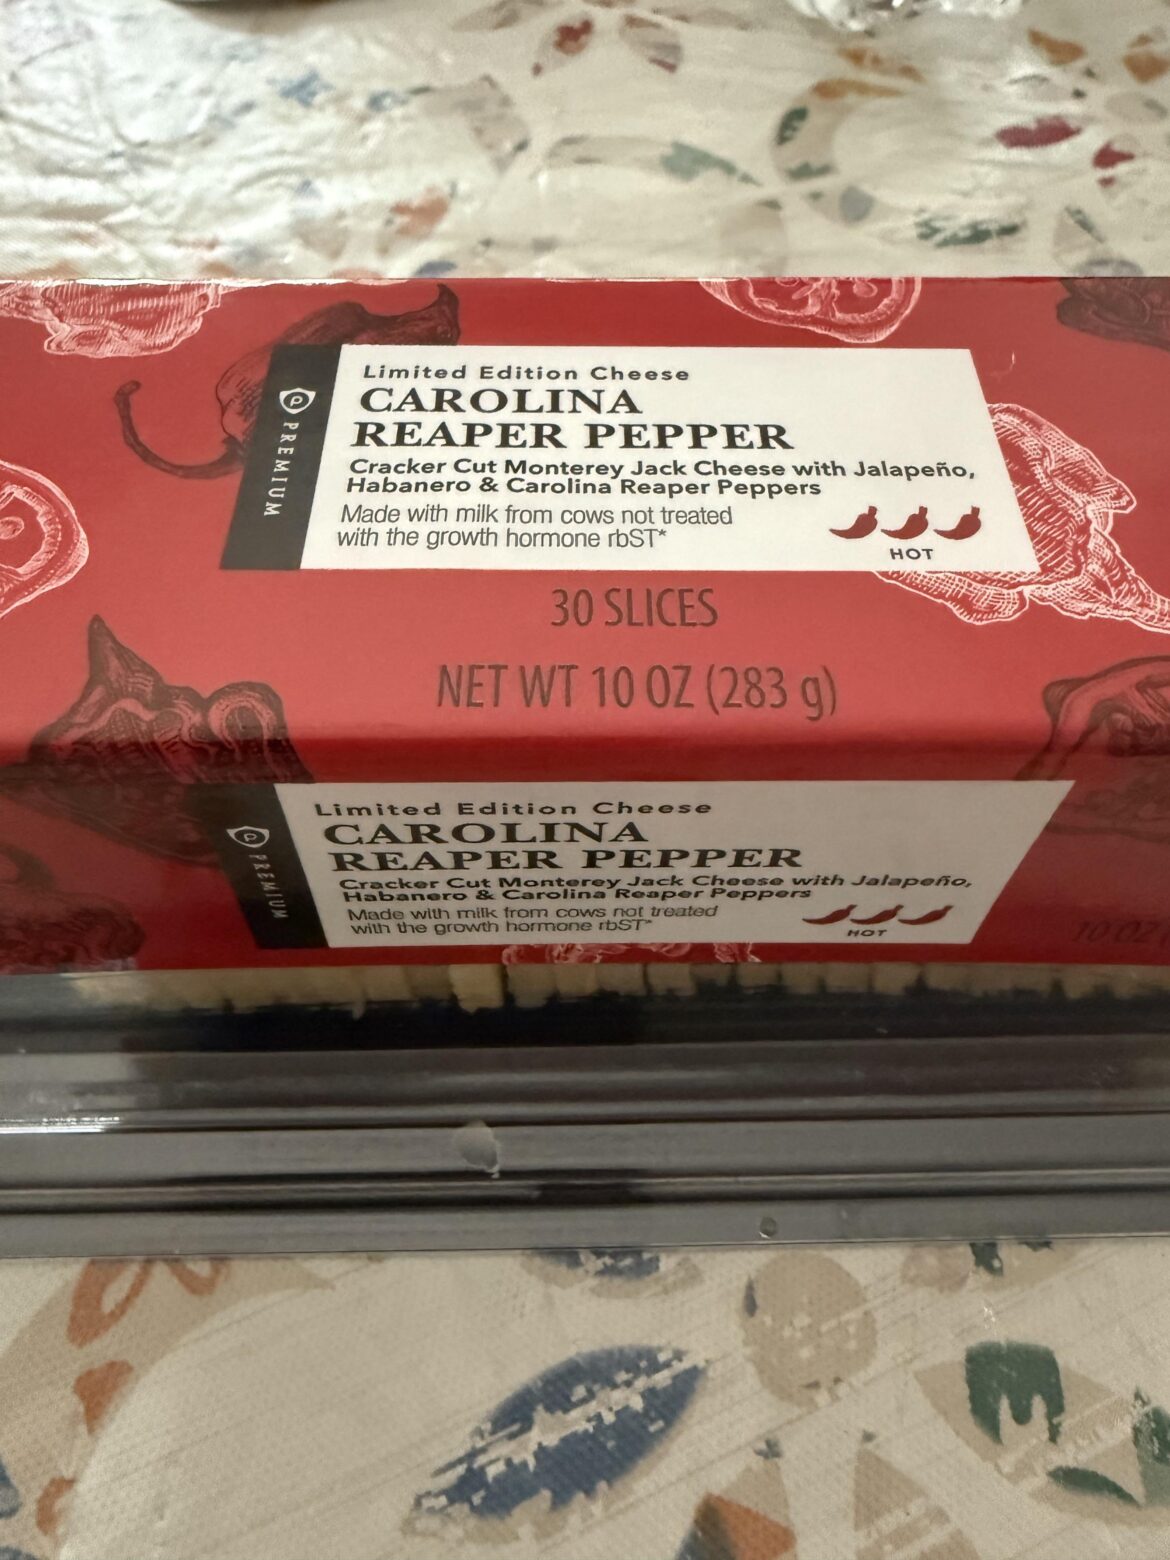 Limited Edition Cheese
CAROLINA
REAPER PEPPER
Cracker Cut Monterey Jack Cheese with Jalapeño,
Habanero & Carolina Reaper Peppers
Made with milk from cows not treated
with the growth hormone rbST*
HOT
P PREMIUM
30 SLICES
NET WT 10 OZ (283 g)
Limited Edition Cheese
CAROLINA
REAPER PEPPER
Cracker Cut Monterey Jack Cheese with Jalapeño,
Habanero & Carolina Reaper Peppers
Made with milk from cows not treated
with the growth hormone rbST*
HOT
P PREMIUM
10 OZ